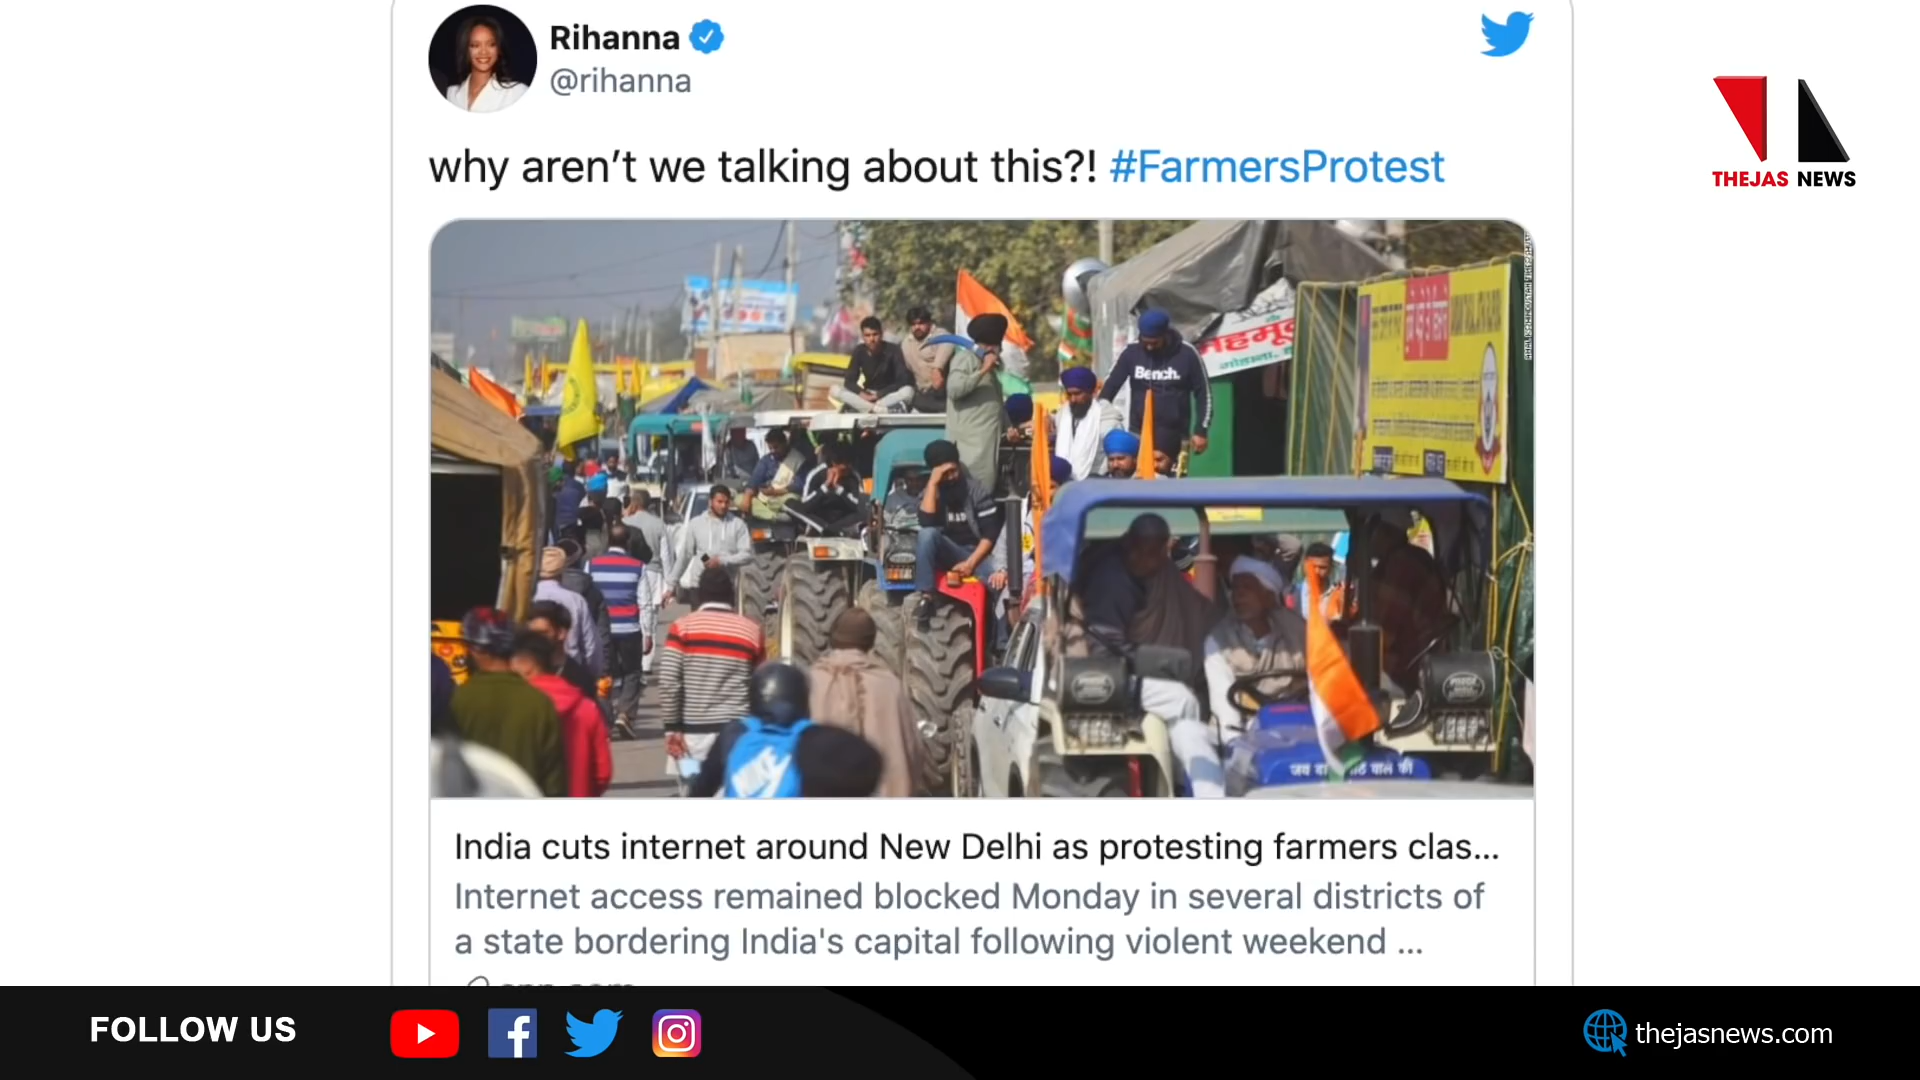 Rihanna
@rihanna
why aren’t we talking about this?! #FarmersProtest
THEJAS NEWS
Bench.
India cuts internet around New Delhi as protesting farmers clas...
Internet access remained blocked Monday in several districts of
a state bordering India's capital following violent weekend ...
FOLLOW US
thejasnews.com